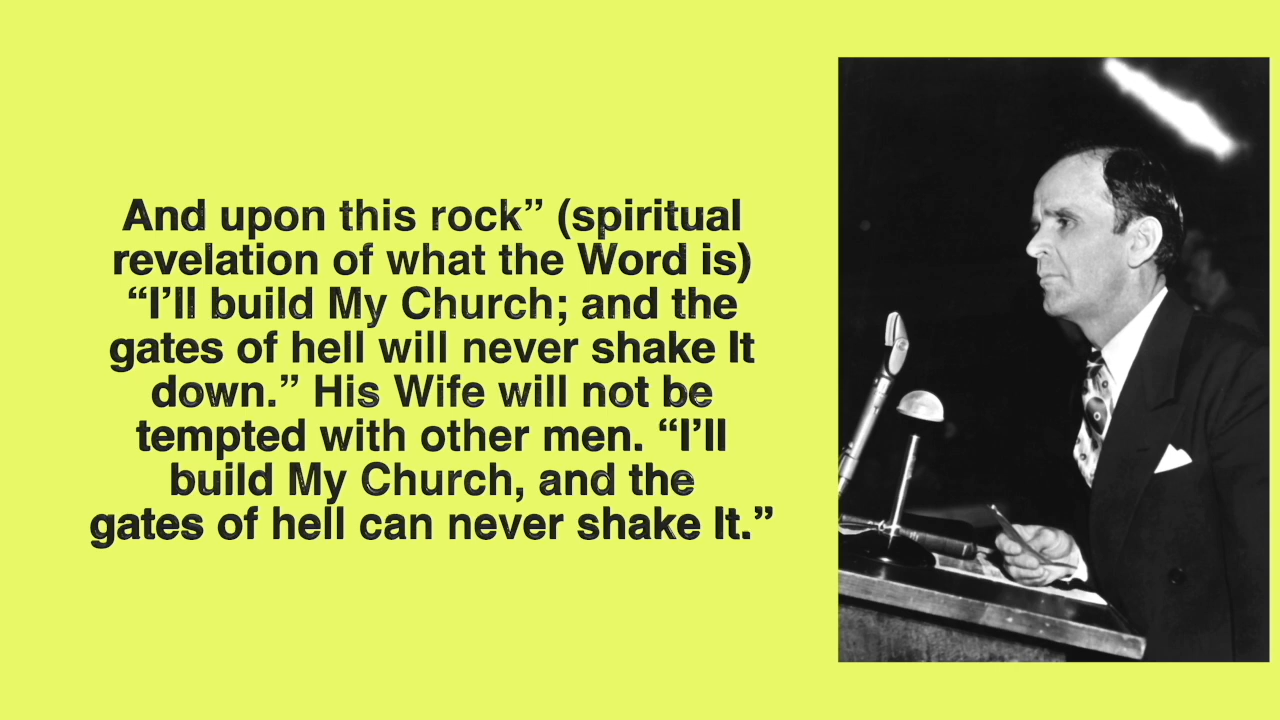 And upon this rock” (spiritual
revelation of what the Word is)
“I’ll build My Church; and the
gates of hell will never shake It
down.” His Wife will not be
tempted with other men. “I’ll
build My Church, and the
gates of hell can never shake It.”